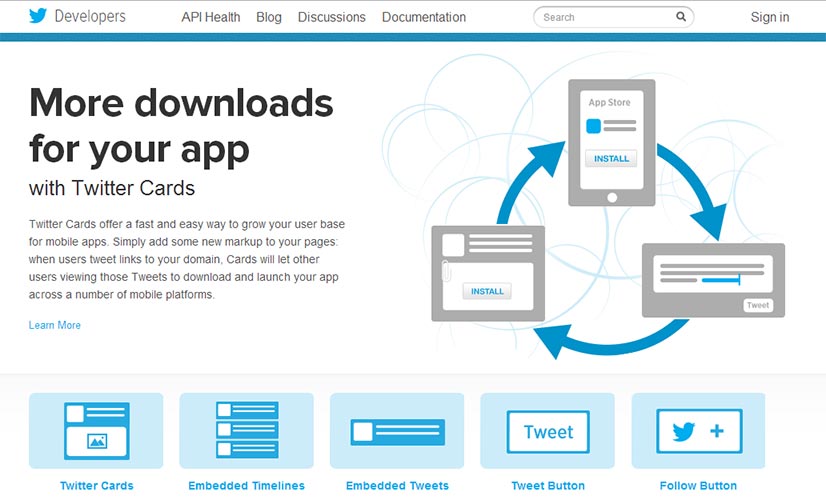 Developers
API Health
Blog
Discussions
Documentation
Search
Sign in
More downloads
for your app
with Twitter Cards
Twitter Cards offer a fast and easy way to grow your user base
for mobile apps. Simply add some new markup to your pages:
when users tweet links to your domain, Cards will let other
users viewing those Tweets to download and launch your app
across a number of mobile platforms.
Learn More
App Store
INSTALL
INSTALL
Tweet
Tweet
Twitter Cards
Embedded Timelines
Embedded Tweets
Tweet Button
Follow Button